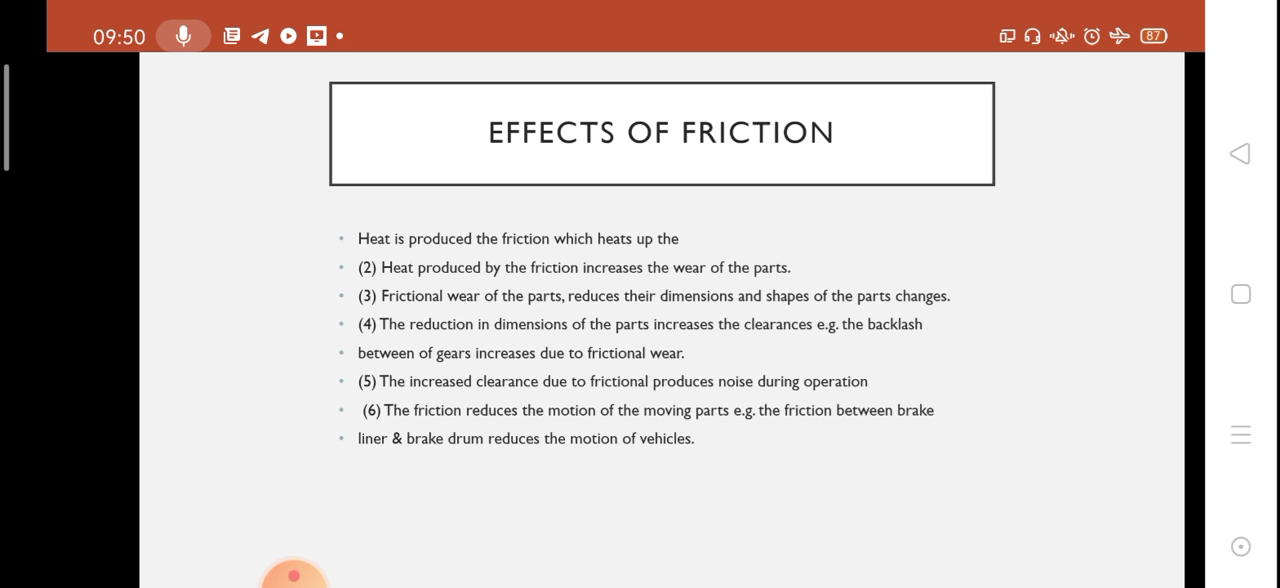 09:50
87
EFFECTS OF FRICTION
• Heat is produced the friction which heats up the
• (2) Heat produced by the friction increases the wear of the parts.
• (3) Frictional wear of the parts, reduces their dimensions and shapes of the parts changes.
• (4) The reduction in dimensions of the parts increases the clearances e.g. the backlash
• between of gears increases due to frictional wear.
• (5) The increased clearance due to frictional produces noise during operation
• (6) The friction reduces the motion of the moving parts e.g. the friction between brake
• liner & brake drum reduces the motion of vehicles.